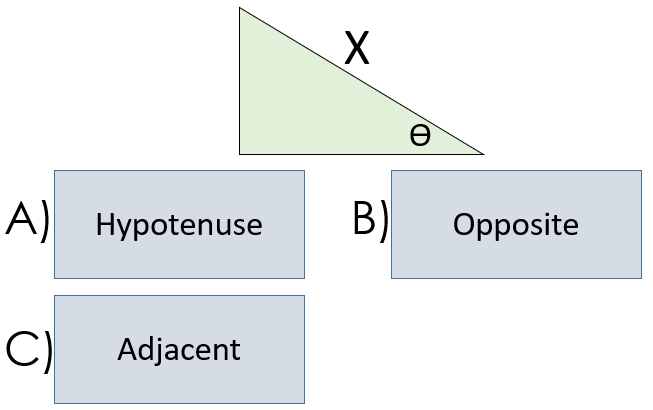 X
Ө
A) Hypotenuse
B) Opposite
C) Adjacent